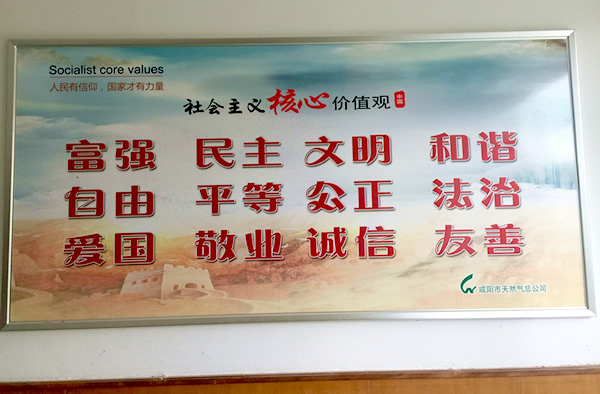 Socialist core values
人民有信仰，国家才有力量
社会主义核心价值观 中国
富强 民主 文明 和谐
自由 平等 公正 法治
爱国 敬业 诚信 友善
咸阳市天然气总公司